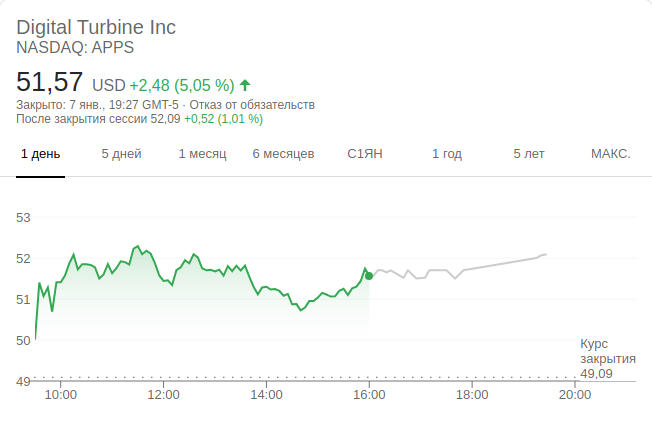 Digital Turbine Inc
NASDAQ: APPS
51,57 USD +2,48 (5,05 %)
Закрыто: 7 янв., 19:27 GMT-5 · Отказ от обязательств
После закрытия сессии 52,09 +0,52 (1,01 %)
1 день 5 дней 1 месяц 6 месяцев С1ЯН 1 год 5 лет МАКС.
53
52
51
50
Курс
закрытия
49,09
49
10:00 12:00 14:00 16:00 18:00 20:00